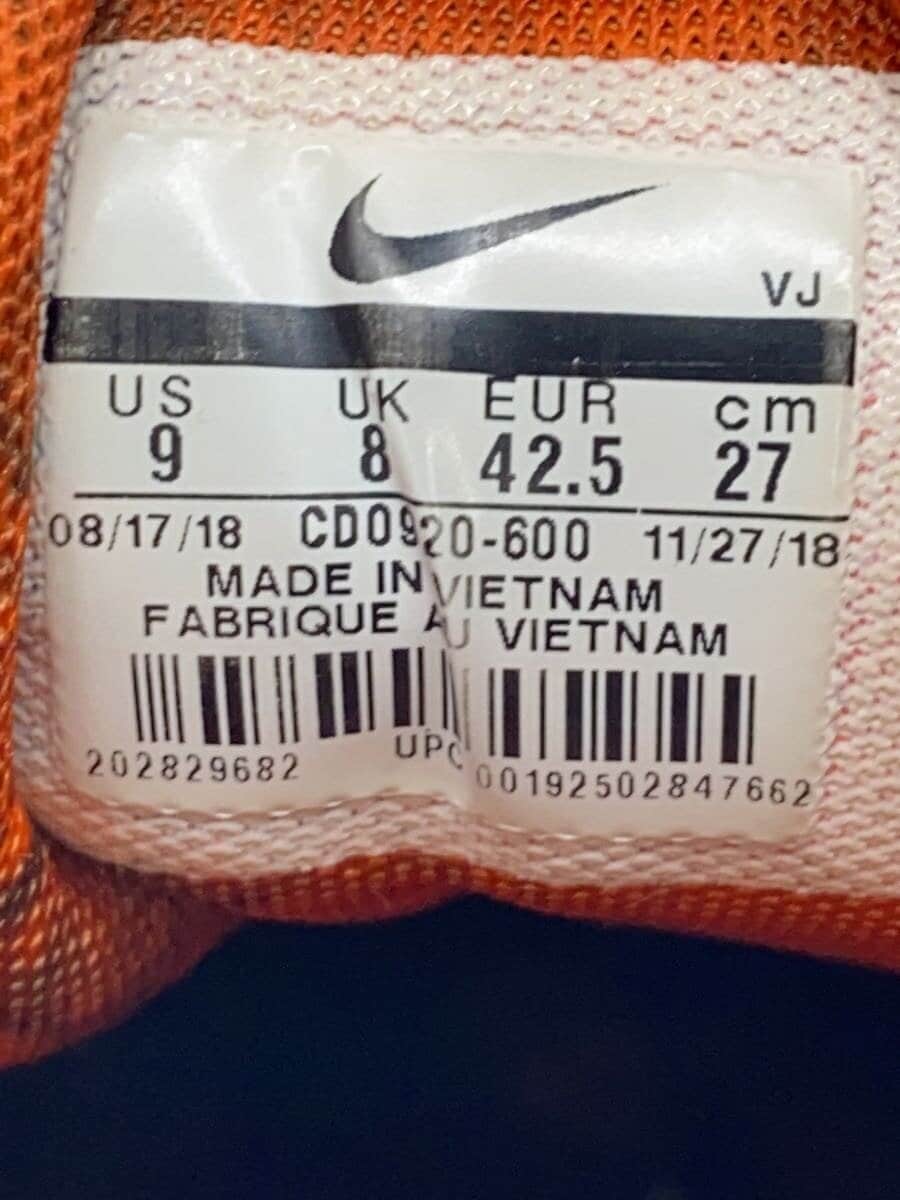 VJ
US UK EUR cm
9 8 42.5 27
08/17/18 CD0920-600 11/27/18
MADE IN VIETNAM
FABRIQUE AU VIETNAM
202829682 UPC 00192502847662